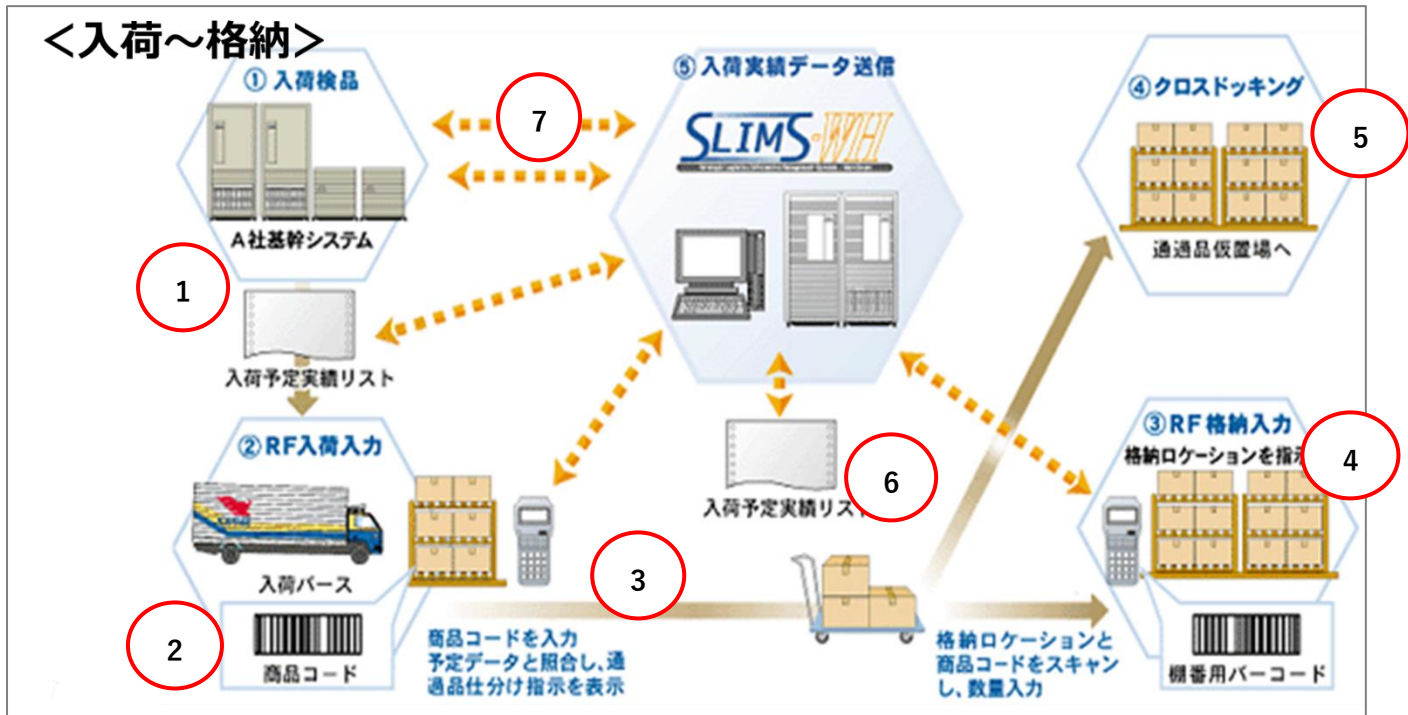 ＜入荷～格納＞
① 入荷検品
A社基幹システム
1
入荷予定実績リスト
7
⑤ 入荷実績データ送信
SLIMS-WH
④ クロスドッキング
5
通過品仮置場へ
② RF入荷入力
入荷バース
2
商品コード
3
商品コードを入力
予定データと照合し、通
過品仕分け指示を表示
入荷予定実績リスト
6
③ RF格納入力
格納ロケーションを指示
4
格納ロケーションと
商品コードをスキャン
し、数量入力
棚番用バーコード